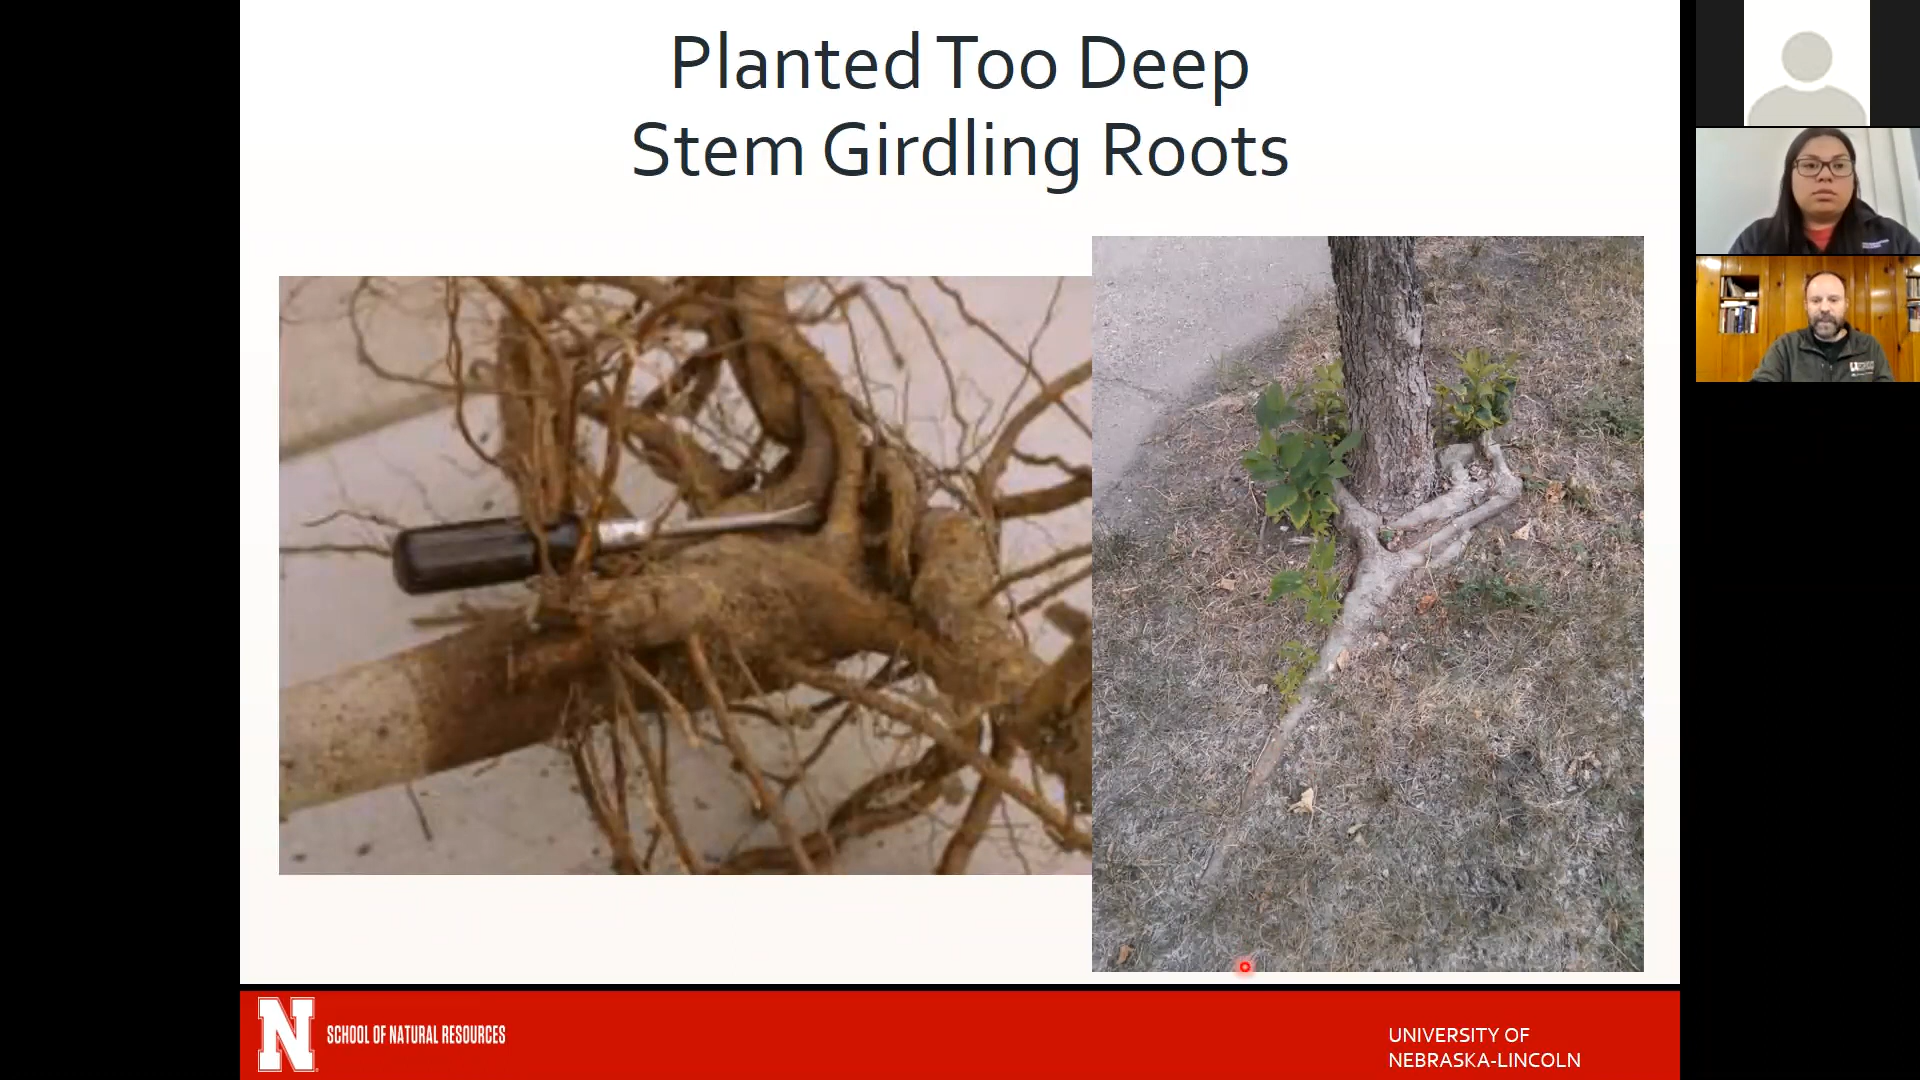 Planted Too Deep
Stem Girdling Roots
N SCHOOL OF NATURAL RESOURCES
UNIVERSITY OF
NEBRASKA-LINCOLN